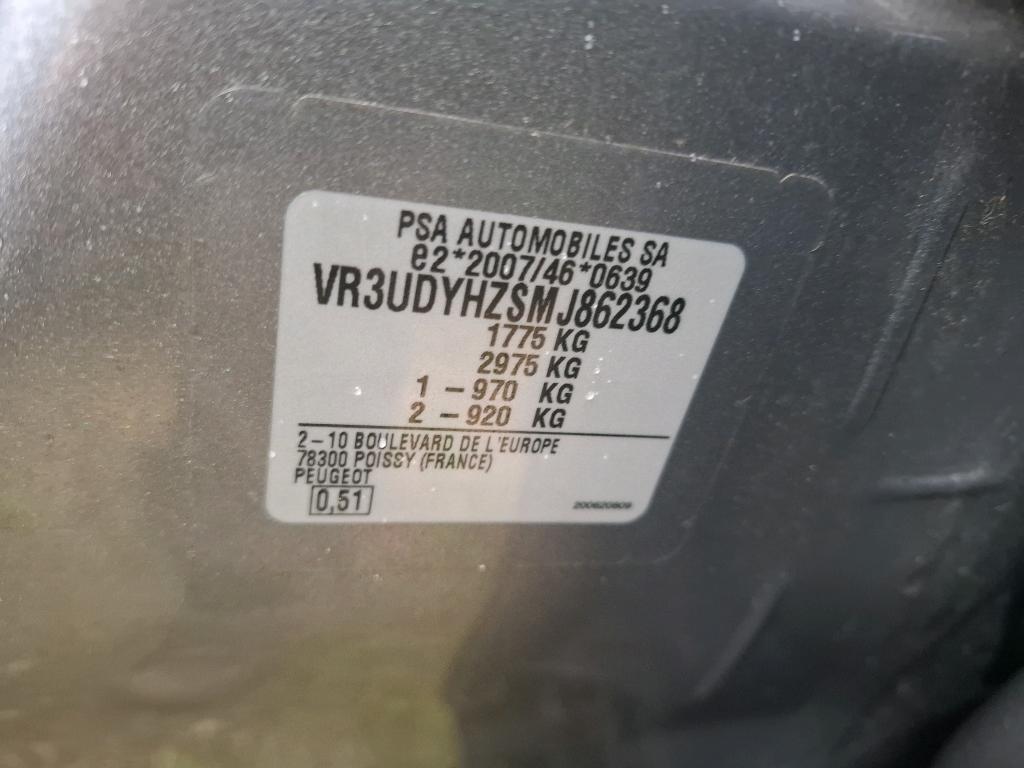 PSA AUTOMOBILES SA
e2*2007/46*0639
VR3UDYHZSMJ862368
1775 KG
2975 KG
1 - 970 KG
2 - 920 KG
2-10 BOULEVARD DE L'EUROPE
78300 POISSY (FRANCE)
PEUGEOT
0,51